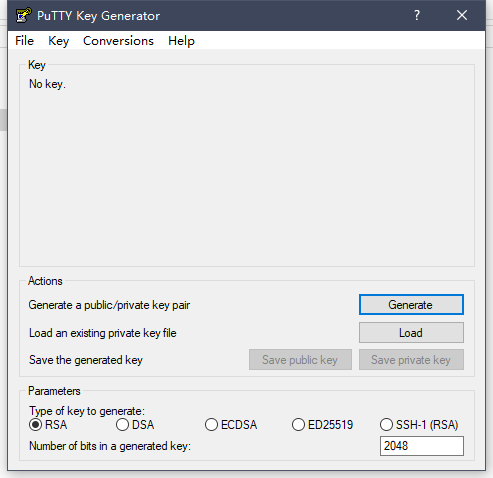 PuTTY Key Generator
File Key Conversions Help
Key
No key.
Actions
Generate a public/private key pair Generate
Load an existing private key file Load
Save the generated key Save public key Save private key
Parameters
Type of key to generate:
RSA DSA ECDSA ED25519 SSH-1 (RSA)
Number of bits in a generated key: 2048